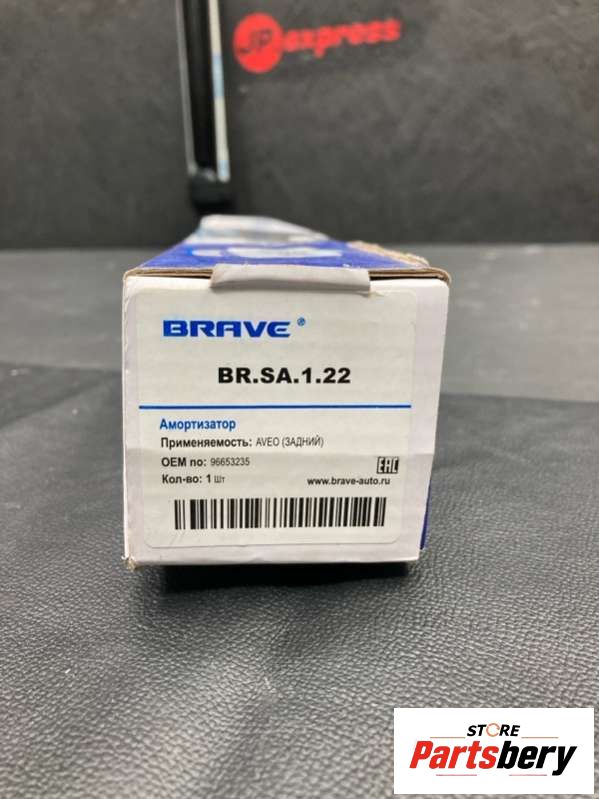 JP express
BRAVE ®
BR.SA.1.22
Амортизатор
Применяемость: AVEO (ЗАДНИЙ)
OEM no: 96653235
Кол-во: 1 Шт
EAC
www.brave-auto.ru
STORE
Partsbery